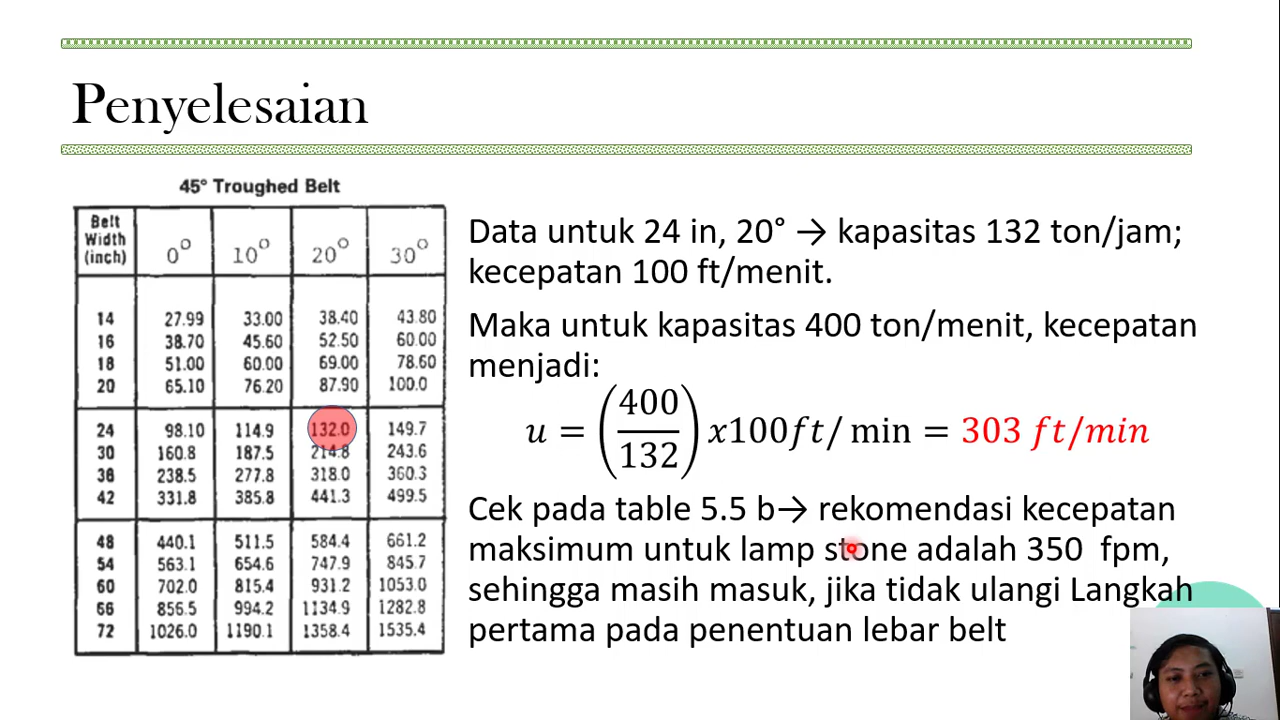 Penyelesaian
45° Troughed Belt
Belt Width (inch) 0° 10° 20° 30°
14 27.99 33.00 38.40 43.80
16 38.70 45.60 52.50 60.00
18 51.00 60.00 69.00 78.60
20 65.10 76.20 87.90 100.0
24 98.10 114.9 132.0 149.7
30 160.8 187.5 214.8 243.6
36 238.5 277.8 318.0 360.3
42 331.8 385.8 441.3 499.5
48 440.1 511.5 584.4 661.2
54 563.1 654.6 747.9 845.7
60 702.0 815.4 931.2 1053.0
66 856.5 994.2 1134.9 1282.8
72 1026.0 1190.1 1358.4 1535.4
Data untuk 24 in, 20° → kapasitas 132 ton/jam;
kecepatan 100 ft/menit.
Maka untuk kapasitas 400 ton/menit, kecepatan
menjadi:
u = (400/132) x100ft/ min = 303 ft/min
Cek pada table 5.5 b→ rekomendasi kecepatan
maksimum untuk lamp stone adalah 350 fpm,
sehingga masih masuk, jika tidak ulangi Langkah
pertama pada penentuan lebar belt